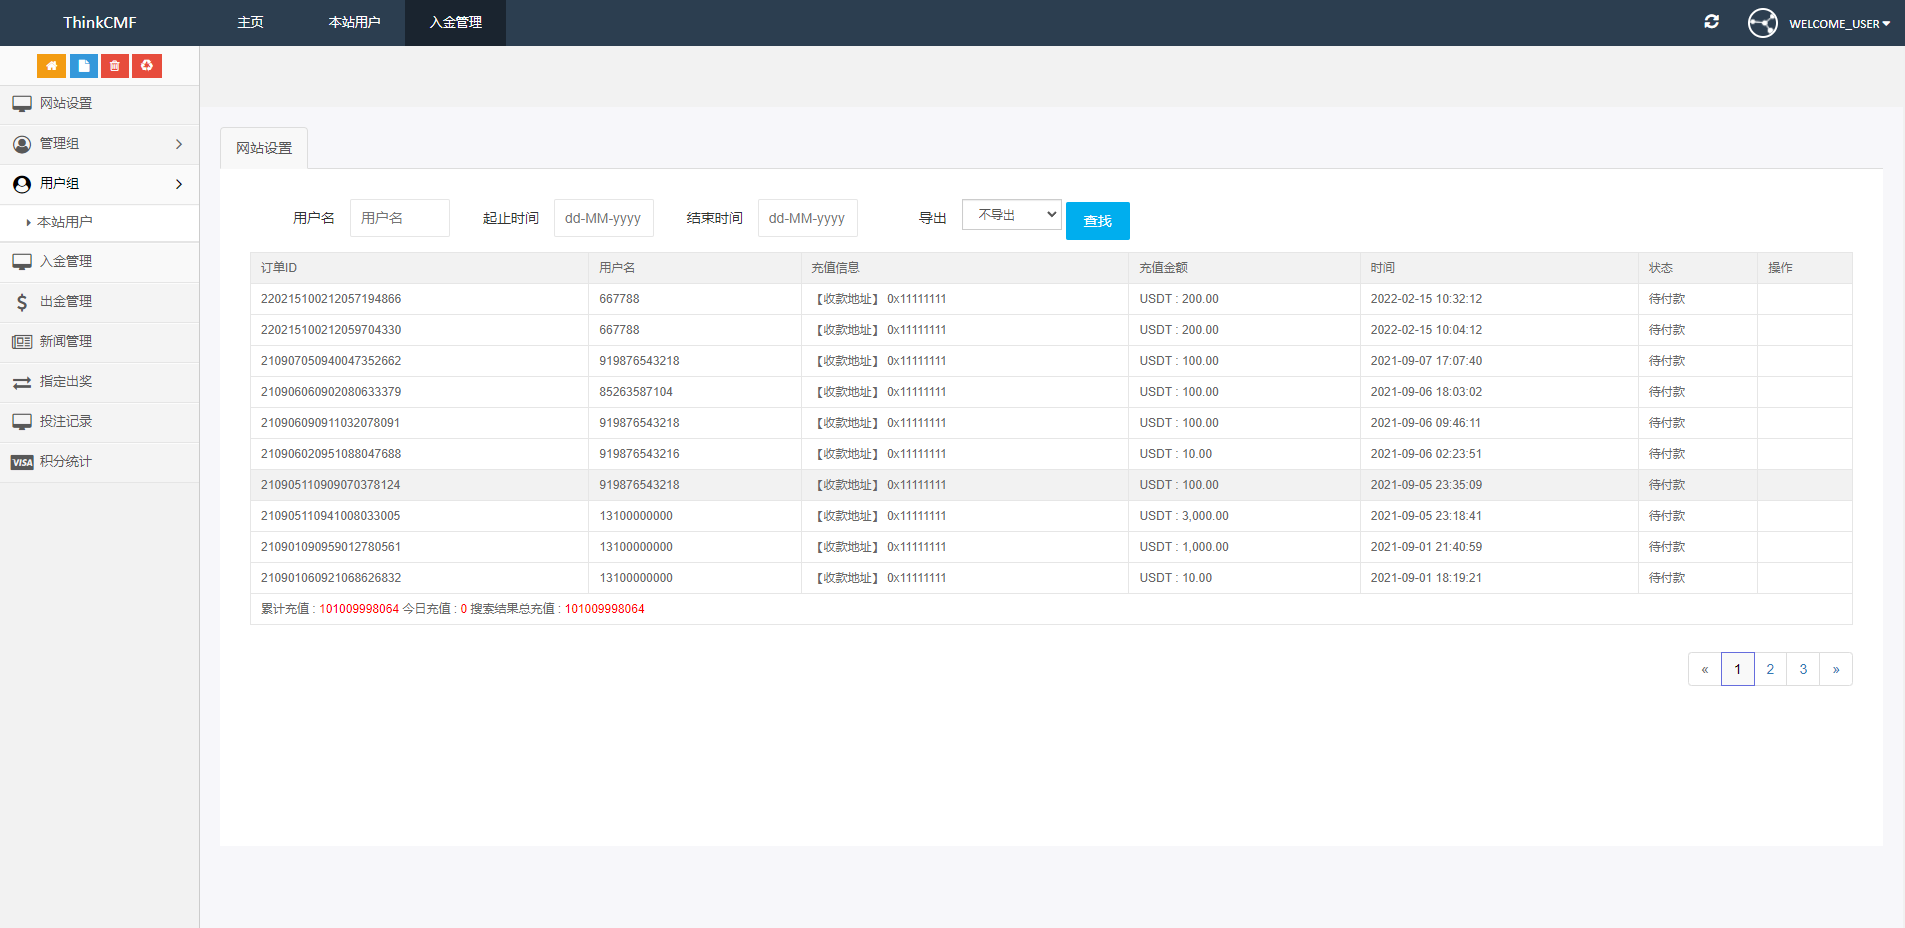 ThinkCMF 主页 本站用户 入金管理 WELCOME_USER
网站设置
管理组
用户组
本站用户
入金管理
出金管理
新闻管理
指定出奖
投注记录
VISA 积分统计
网站设置
用户名 用户名 起止时间 dd-MM-yyyy 结束时间 dd-MM-yyyy 导出 不导出 查找
订单ID 用户名 充值信息 充值金额 时间 状态 操作
220215100212057194866 667788 【收款地址】 0x11111111 USDT : 200.00 2022-02-15 10:32:12 待付款
220215100212059704330 667788 【收款地址】 0x11111111 USDT : 200.00 2022-02-15 10:04:12 待付款
210907050940047352662 919876543218 【收款地址】 0x11111111 USDT : 100.00 2021-09-07 17:07:40 待付款
210906060902080633379 85263587104 【收款地址】 0x11111111 USDT : 100.00 2021-09-06 18:03:02 待付款
210906090911032078091 919876543218 【收款地址】 0x11111111 USDT : 100.00 2021-09-06 09:46:11 待付款
210906020951088047688 919876543216 【收款地址】 0x11111111 USDT : 10.00 2021-09-06 02:23:51 待付款
210905110909070378124 919876543218 【收款地址】 0x11111111 USDT : 100.00 2021-09-05 23:35:09 待付款
210905110941008033005 13100000000 【收款地址】 0x11111111 USDT : 3,000.00 2021-09-05 23:18:41 待付款
210901090959012780561 13100000000 【收款地址】 0x11111111 USDT : 1,000.00 2021-09-01 21:40:59 待付款
210901060921068626832 13100000000 【收款地址】 0x11111111 USDT : 10.00 2021-09-01 18:19:21 待付款
累计充值 : 101009998064 今日充值 : 0 搜索结果总充值 : 101009998064
« 1 2 3 »